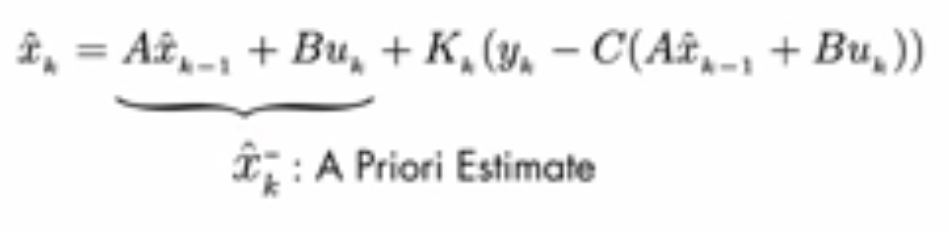 x̂ₖ = Ax̂ₖ₋₁ + Buₖ + Kₖ(yₖ − C(Ax̂ₖ₋₁ + Buₖ))
x̂ₖ⁻ : A Priori Estimate